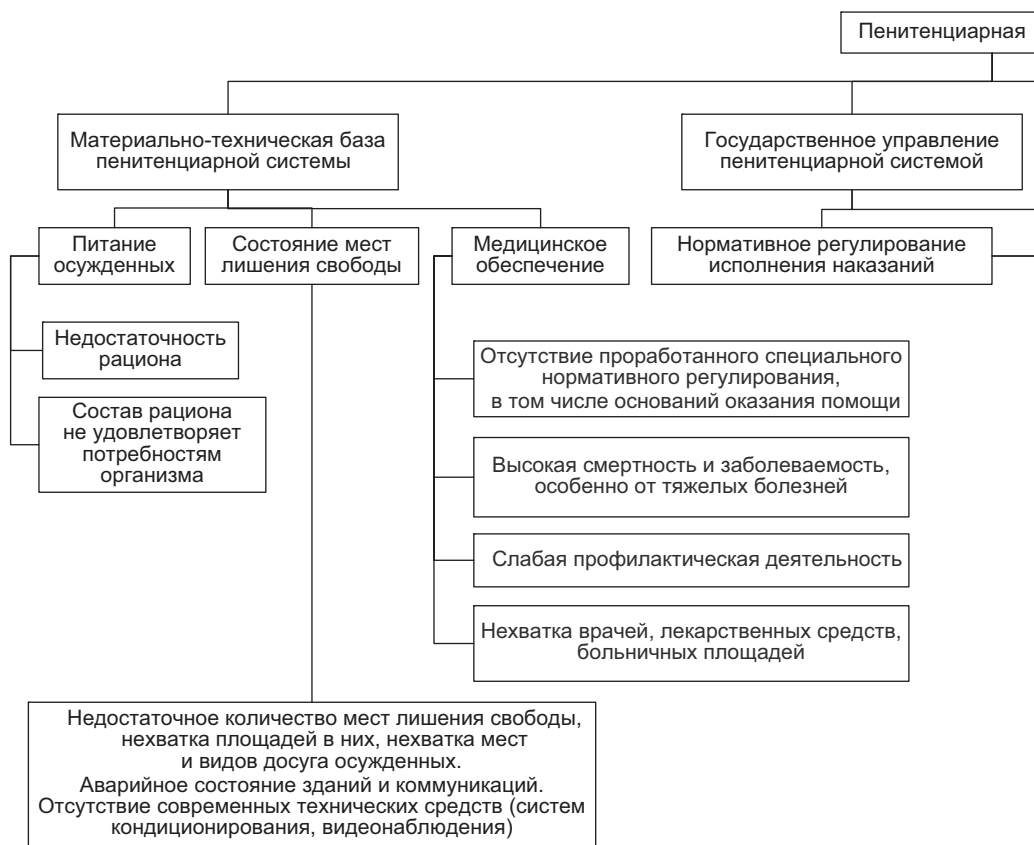 Пенитенциарная
Материально-техническая база
пенитенциарной системы
Государственное управление
пенитенциарной системой
Питание
осужденных
Состояние мест
лишения свободы
Медицинское
обеспечение
Нормативное регулирование
исполнения наказаний
Недостаточность
рациона
Состав рациона
не удовлетворяет
потребностям
организма
Отсутствие проработанного специального
нормативного регулирования,
в том числе оснований оказания помощи
Высокая смертность и заболеваемость,
особенно от тяжелых болезней
Слабая профилактическая деятельность
Нехватка врачей, лекарственных средств,
больничных площадей
Недостаточное количество мест лишения свободы,
нехватка площадей в них, нехватка мест
и видов досуга осужденных.
Аварийное состояние зданий и коммуникаций.
Отсутствие современных технических средств (систем
кондиционирования, видеонаблюдения)